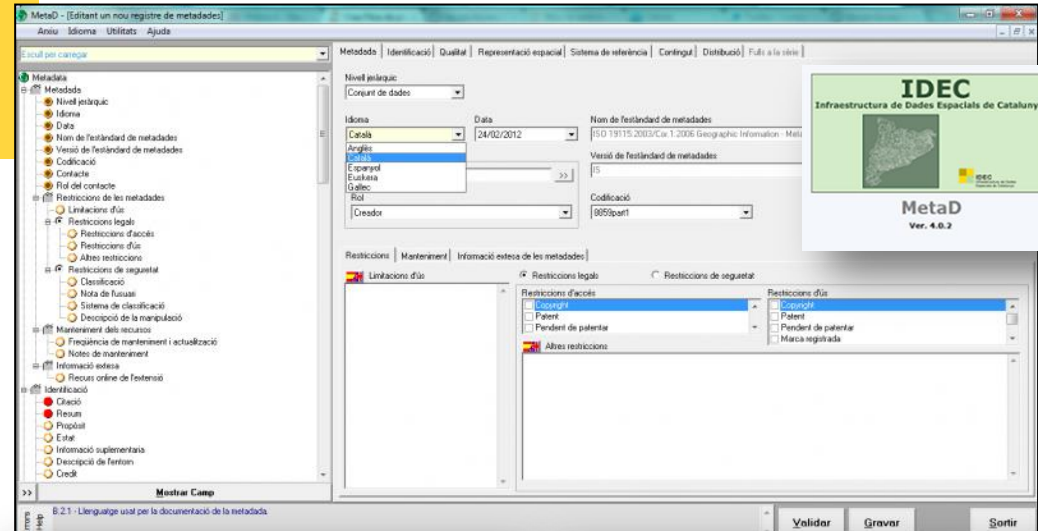 MetaD - [Editant un nou registre de metadades]
Arxiu Idioma Utilitats Ajuda
Escull per carregar
Metadata
Metadada
Nivell jeràrquic
Idioma
Data
Nom de l'estàndard de metadades
Versió de l'estàndard de metadades
Codificació
Contacte
Rol del contacte
Restriccions de les metadades
Limitacions d'ús
Restriccions legals
Restriccions d'accés
Restriccions d'ús
Altres restriccions
Restriccions de seguretat
Classificació
Nota de l'usuari
Sistema de classificació
Descripció de la manipulació
Manteniment dels recursos
Freqüència de manteniment i actualització
Notes de manteniment
Informació extesa
Recurs online de l'extensió
Identificació
Citació
Resum
Propòsit
Estat
Informació suplementaria
Descripció de l'entorn
Credit
>> Mostrar Camp
Metadada Identificació Qualitat Representació espacial Sistema de referència Contingut Distribució Fulls a la sèrie
Nivell jeràrquic
Conjunt de dades
Idioma Data Nom de l'estàndard de metadades
Català 24/02/2012 ISO 19115:2003/Cor.1:2006 Geographic Information - Meta
Anglès
Català
Espanyol
Euskera
Gallec
Versió de l'estàndard de metadades
IS
>>
Rol Codificació
Creador 8859part1
IDEC
Infraestructura de Dades Espacials de Catalunya
IDEC
MetaD
Ver. 4.0.2
Restriccions Manteniment Informació extesa de les metadades
Limitacions d'ús Restriccions legals Restriccions de seguretat
Restriccions d'accés Restriccions d'ús
Copyright Copyright
Patent Patent
Pendent de patentar Pendent de patentar
Marca registrada
Altres restriccions
Errors
Help
B.2.1 - Llenguatge usat per la documentació de la metadada.
Validar Gravar Sortir